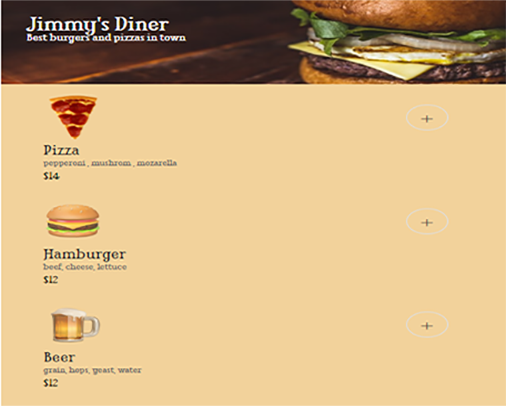 Jimmy's Diner
Best burgers and pizzas in town
+
Pizza
pepperoni , mushrom , mozarella
$14
+
Hamburger
beef, cheese, lettuce
$12
+
Beer
grain, hops, yeast, water
$12